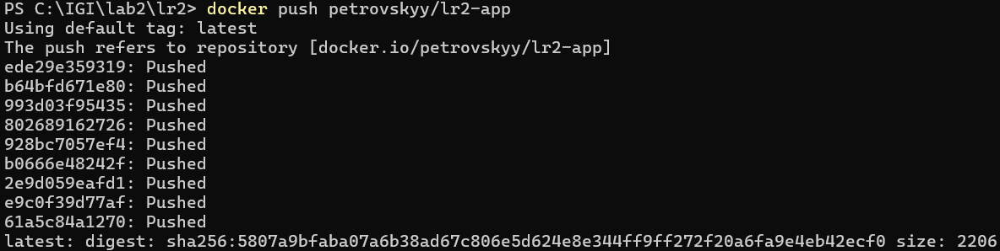 PS C:\IGI\lab2\lr2> docker push petrovskyy/lr2-app
Using default tag: latest
The push refers to repository [docker.io/petrovskyy/lr2-app]
ede29e359319: Pushed
b64bfd671e80: Pushed
993d03f95435: Pushed
802689162726: Pushed
928bc7057ef4: Pushed
b0666e48242f: Pushed
2e9d059eafd1: Pushed
e9c0f39d77af: Pushed
61a5c84a1270: Pushed
latest: digest: sha256:5807a9bfaba07a6b38ad67c806e5d624e8e344ff9ff272f20a6fa9e4eb42ecf0 size: 2206